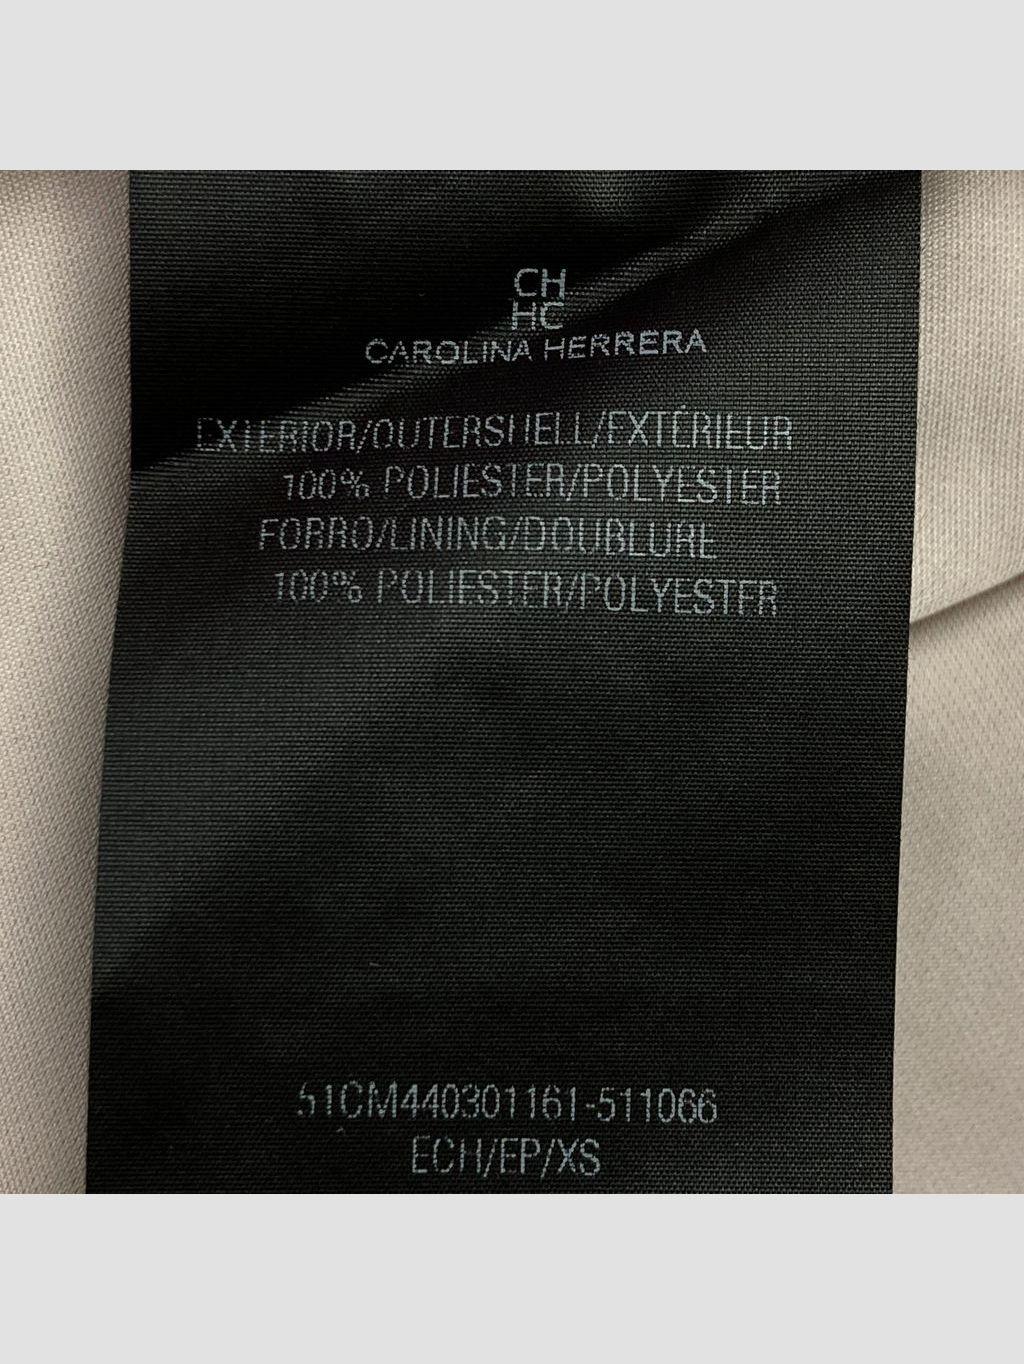 CH
HC
CAROLINA HERRERA
EXTERIOR/OUTERSHELL/EXTÉRIEUR
100% POLIESTER/POLYESTER
FORRO/LINING/DOUBLURE
100% POLIESTER/POLYESTER
51CM440301161-511066
ECH/EP/XS